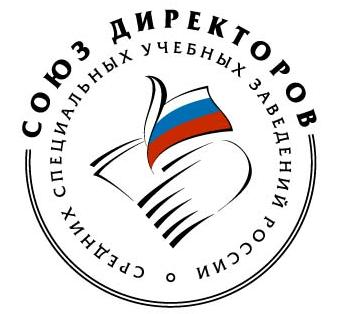 СОЮЗ ДИРЕКТОРОВ
СРЕДНИХ СПЕЦИАЛЬНЫХ УЧЕБНЫХ ЗАВЕДЕНИЙ РОССИИ